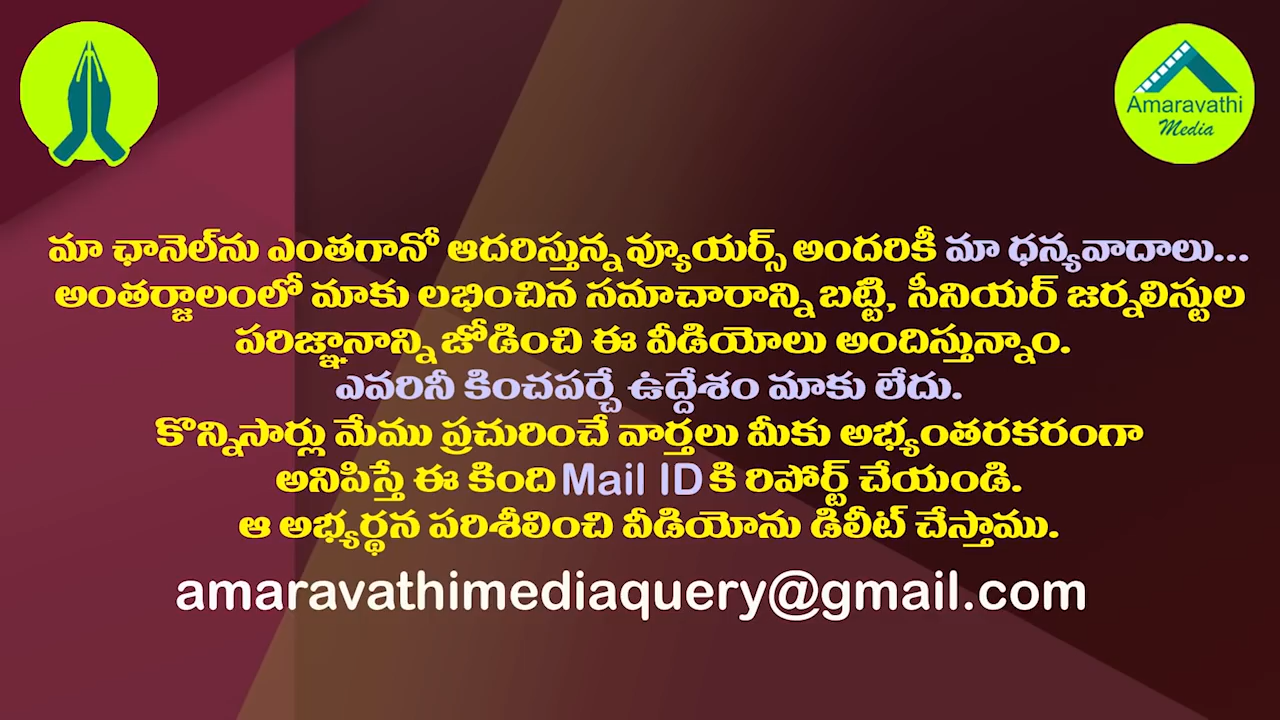 Amaravathi
Media
మా ఛానెల్‌ను ఎంతగానో ఆదరిస్తున్న వ్యూయర్స్ అందరికీ మా ధన్యవాదాలు...
అంతర్జాలంలో మాకు లభించిన సమాచారాన్ని బట్టి, సీనియర్ జర్నలిస్టుల
పరిజ్ఞానాన్ని జోడించి ఈ వీడియోలు అందిస్తున్నాం.
ఎవరినీ కించపర్చే ఉద్దేశం మాకు లేదు.
కొన్నిసార్లు మేము ప్రచురించే వార్తలు మీకు అభ్యంతరకరంగా
అనిపిస్తే ఈ కింది Mail ID కి రిపోర్ట్ చేయండి.
ఆ అభ్యర్థన పరిశీలించి వీడియోను డిలీట్ చేస్తాము.
amaravathimediaquery@gmail.com